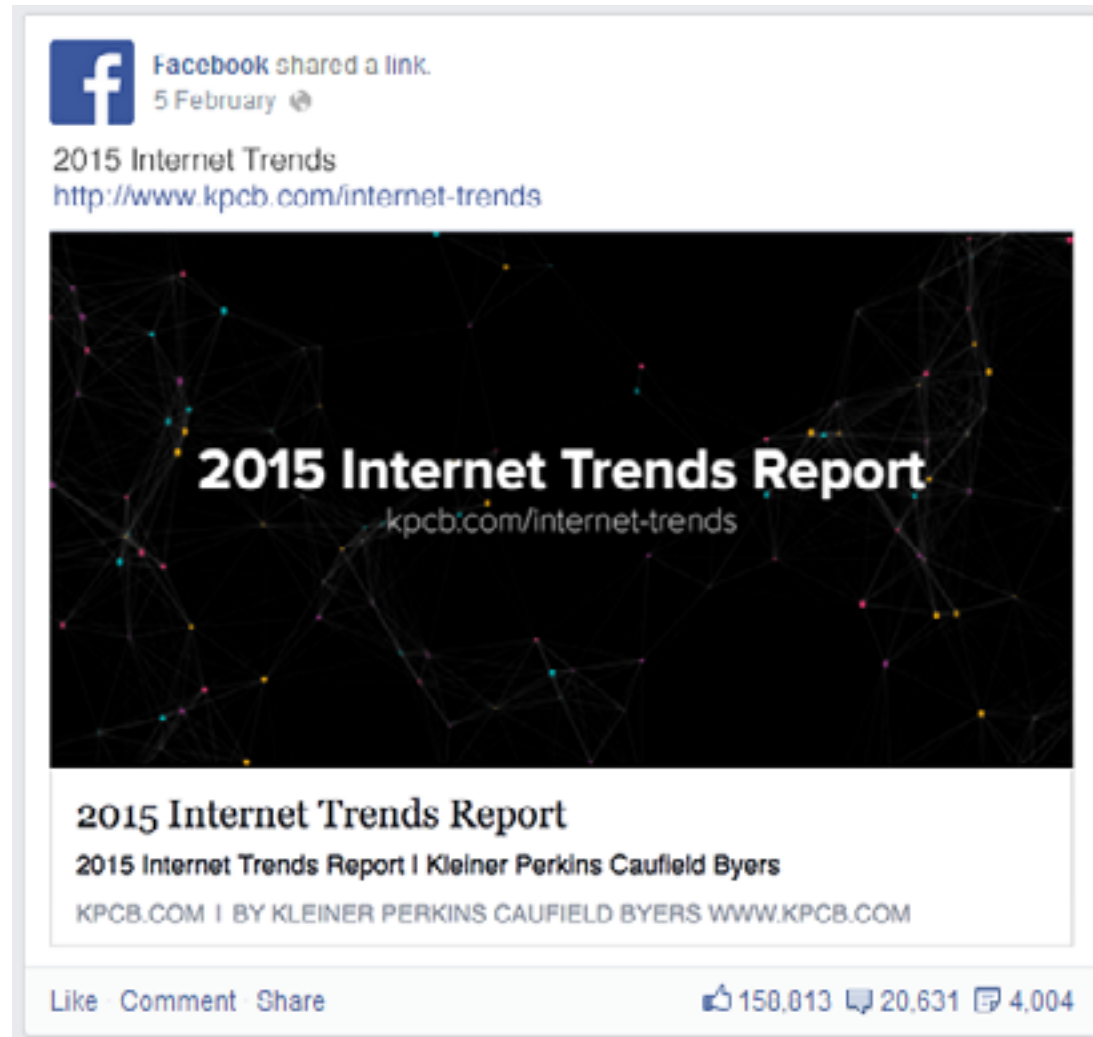 Facebook shared a link.
5 February
2015 Internet Trends
http://www.kpcb.com/internet-trends
2015 Internet Trends Report
kpcb.com/internet-trends
2015 Internet Trends Report
2015 Internet Trends Report | Kleiner Perkins Caufield Byers
KPCB.COM | BY KLEINER PERKINS CAUFIELD BYERS WWW.KPCB.COM
Like · Comment · Share 158,813 20,631 4,004